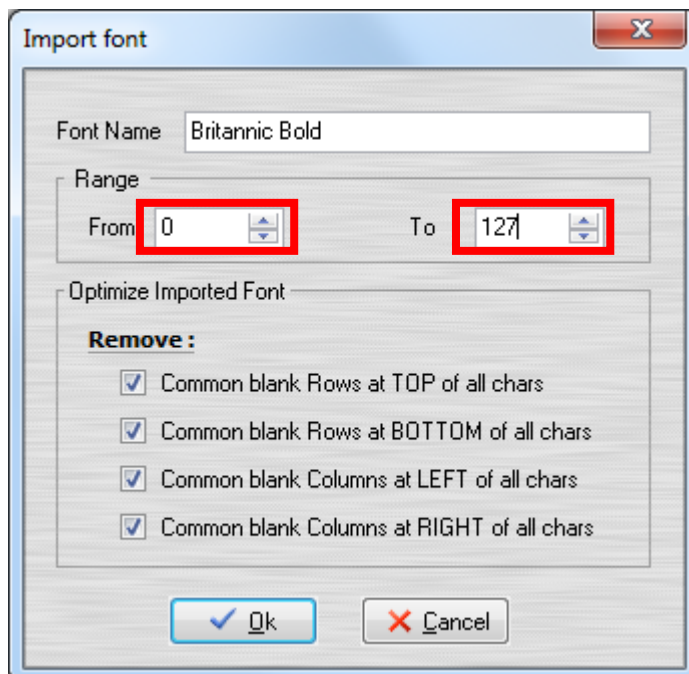 Import font
Font Name Britannic Bold
Range
From 0 To 127
Optimize Imported Font
Remove :
Common blank Rows at TOP of all chars
Common blank Rows at BOTTOM of all chars
Common blank Columns at LEFT of all chars
Common blank Columns at RIGHT of all chars
Ok Cancel